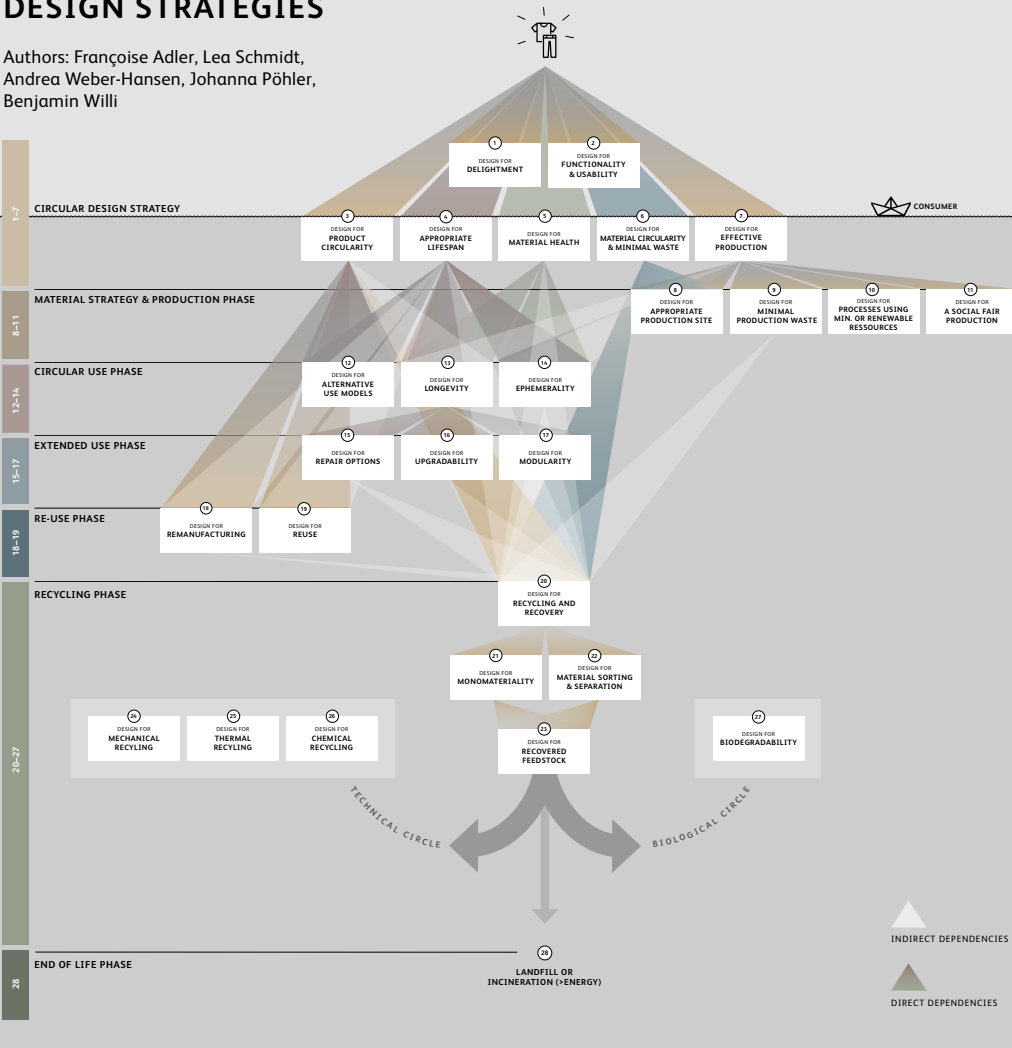 DESIGN STRATEGIES
Authors: Françoise Adler, Lea Schmidt,
Andrea Weber-Hansen, Johanna Pöhler,
Benjamin Willi
1
DESIGN FOR
DELIGHTMENT
2
DESIGN FOR
FUNCTIONALITY
& USABILITY
1–7
CIRCULAR DESIGN STRATEGY
CONSUMER
3
DESIGN FOR
PRODUCT
CIRCULARITY
4
DESIGN FOR
APPROPRIATE
LIFESPAN
5
DESIGN FOR
MATERIAL HEALTH
6
DESIGN FOR
MATERIAL CIRCULARITY
& MINIMAL WASTE
7
DESIGN FOR
EFFECTIVE
PRODUCTION
8–11
MATERIAL STRATEGY & PRODUCTION PHASE
8
DESIGN FOR
APPROPRIATE
PRODUCTION SITE
9
DESIGN FOR
MINIMAL
PRODUCTION WASTE
10
DESIGN FOR
PROCESSES USING
MIN. OR RENEWABLE
RESSOURCES
11
DESIGN FOR
A SOCIAL FAIR
PRODUCTION
12–14
CIRCULAR USE PHASE
12
DESIGN FOR
ALTERNATIVE
USE MODELS
13
DESIGN FOR
LONGEVITY
14
DESIGN FOR
EPHEMERALITY
15–17
EXTENDED USE PHASE
15
DESIGN FOR
REPAIR OPTIONS
16
DESIGN FOR
UPGRADABILITY
17
DESIGN FOR
MODULARITY
18–19
RE-USE PHASE
18
DESIGN FOR
REMANUFACTURING
19
DESIGN FOR
REUSE
20–27
RECYCLING PHASE
20
DESIGN FOR
RECYCLING AND
RECOVERY
21
DESIGN FOR
MONOMATERIALITY
22
DESIGN FOR
MATERIAL SORTING
& SEPARATION
24
DESIGN FOR
MECHANICAL
RECYLING
25
DESIGN FOR
THERMAL
RECYLING
26
DESIGN FOR
CHEMICAL
RECYCLING
23
DESIGN FOR
RECOVERED
FEEDSTOCK
27
DESIGN FOR
BIODEGRADABILITY
TECHNICAL CIRCLE
BIOLOGICAL CIRCLE
INDIRECT DEPENDENCIES
28
END OF LIFE PHASE
28
LANDFILL OR
INCINERATION (>ENERGY)
DIRECT DEPENDENCIES